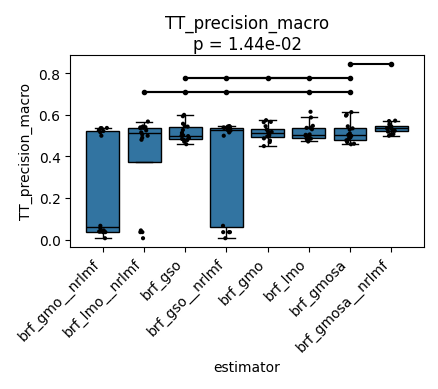 TT_precision_macro
p = 1.44e-02
TT_precision_macro
0.8
0.6
0.4
0.2
0.0
brf_gmo__nrlmf
brf_lmo__nrlmf
brf_gso
brf_gso__nrlmf
brf_gmo
brf_lmo
brf_gmosa
brf_gmosa__nrlmf
estimator